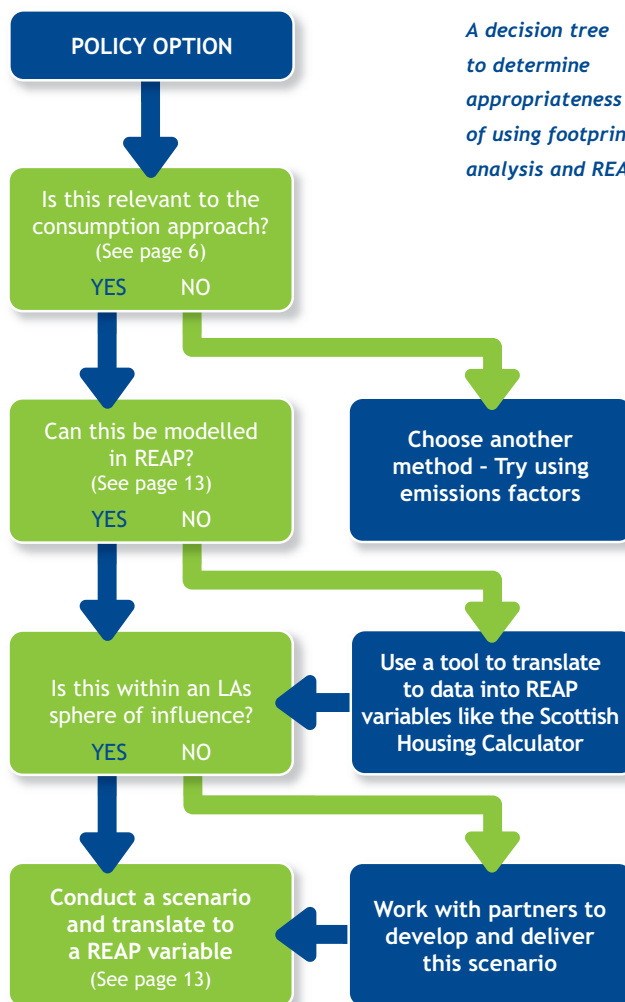 POLICY OPTION
A decision tree
to determine
appropriateness
of using footprin
analysis and REA
Is this relevant to the
consumption approach?
(See page 6)
YES NO
Can this be modelled
in REAP?
(See page 13)
YES NO
Choose another
method – Try using
emissions factors
Is this within an LAs
sphere of influence?
YES NO
Use a tool to translate
to data into REAP
variables like the Scottish
Housing Calculator
Conduct a scenario
and translate to
a REAP variable
(See page 13)
Work with partners to
develop and deliver
this scenario